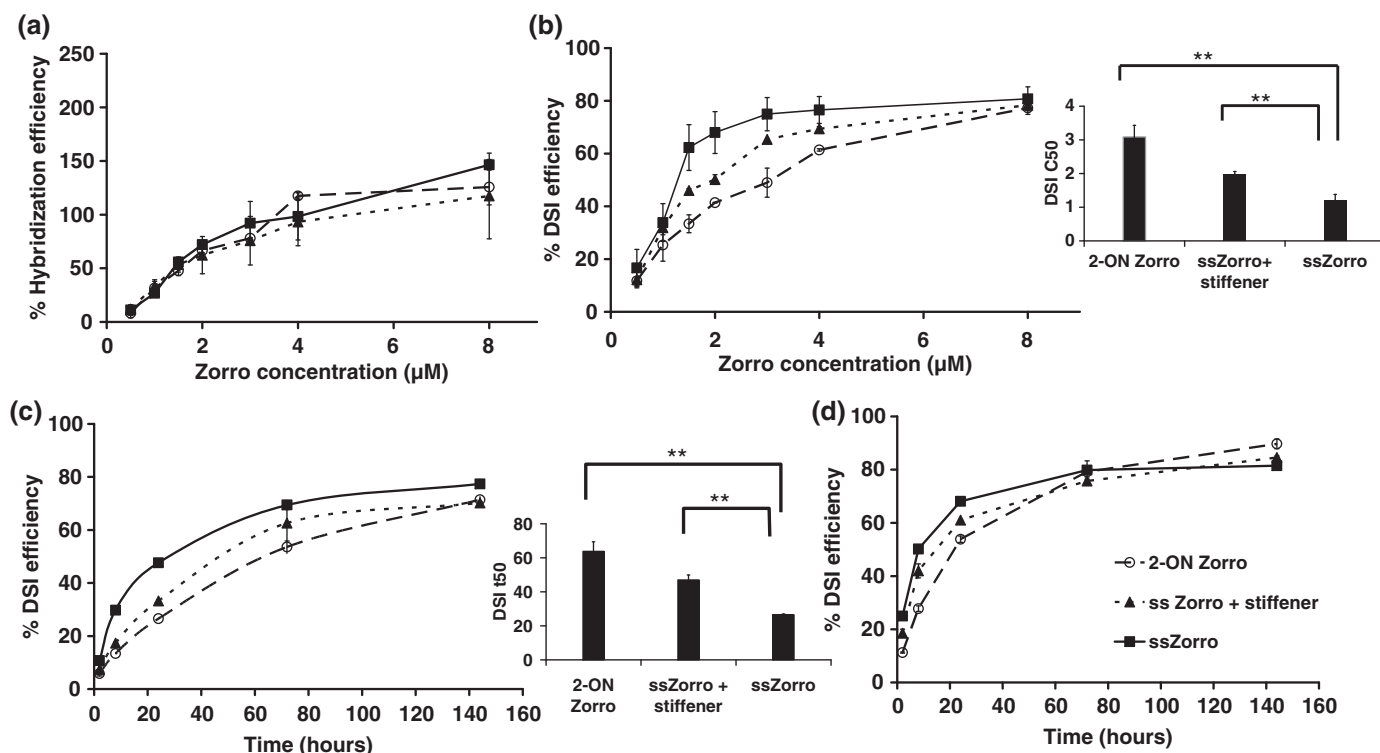 (a)
250
200
150
100
50
0
% Hybridization efficiency
0 2 4 6 8
Zorro concentration (µM)
(b)
100
80
60
40
20
0
% DSI efficiency
0 2 4 6 8
Zorro concentration (µM)
**
**
4
3
2
1
0
DSI C50
2-ON Zorro ssZorro+ stiffener ssZorro
(c)
100
80
60
40
20
0
% DSI efficiency
0 20 40 60 80 100 120 140 160
Time (hours)
**
**
80
60
40
20
0
DSI t50
2-ON Zorro ssZorro + stiffener ssZorro
(d)
100
80
60
40
20
0
% DSI efficiency
0 20 40 60 80 100 120 140 160
Time (hours)
2-ON Zorro
ss Zorro + stiffener
ssZorro